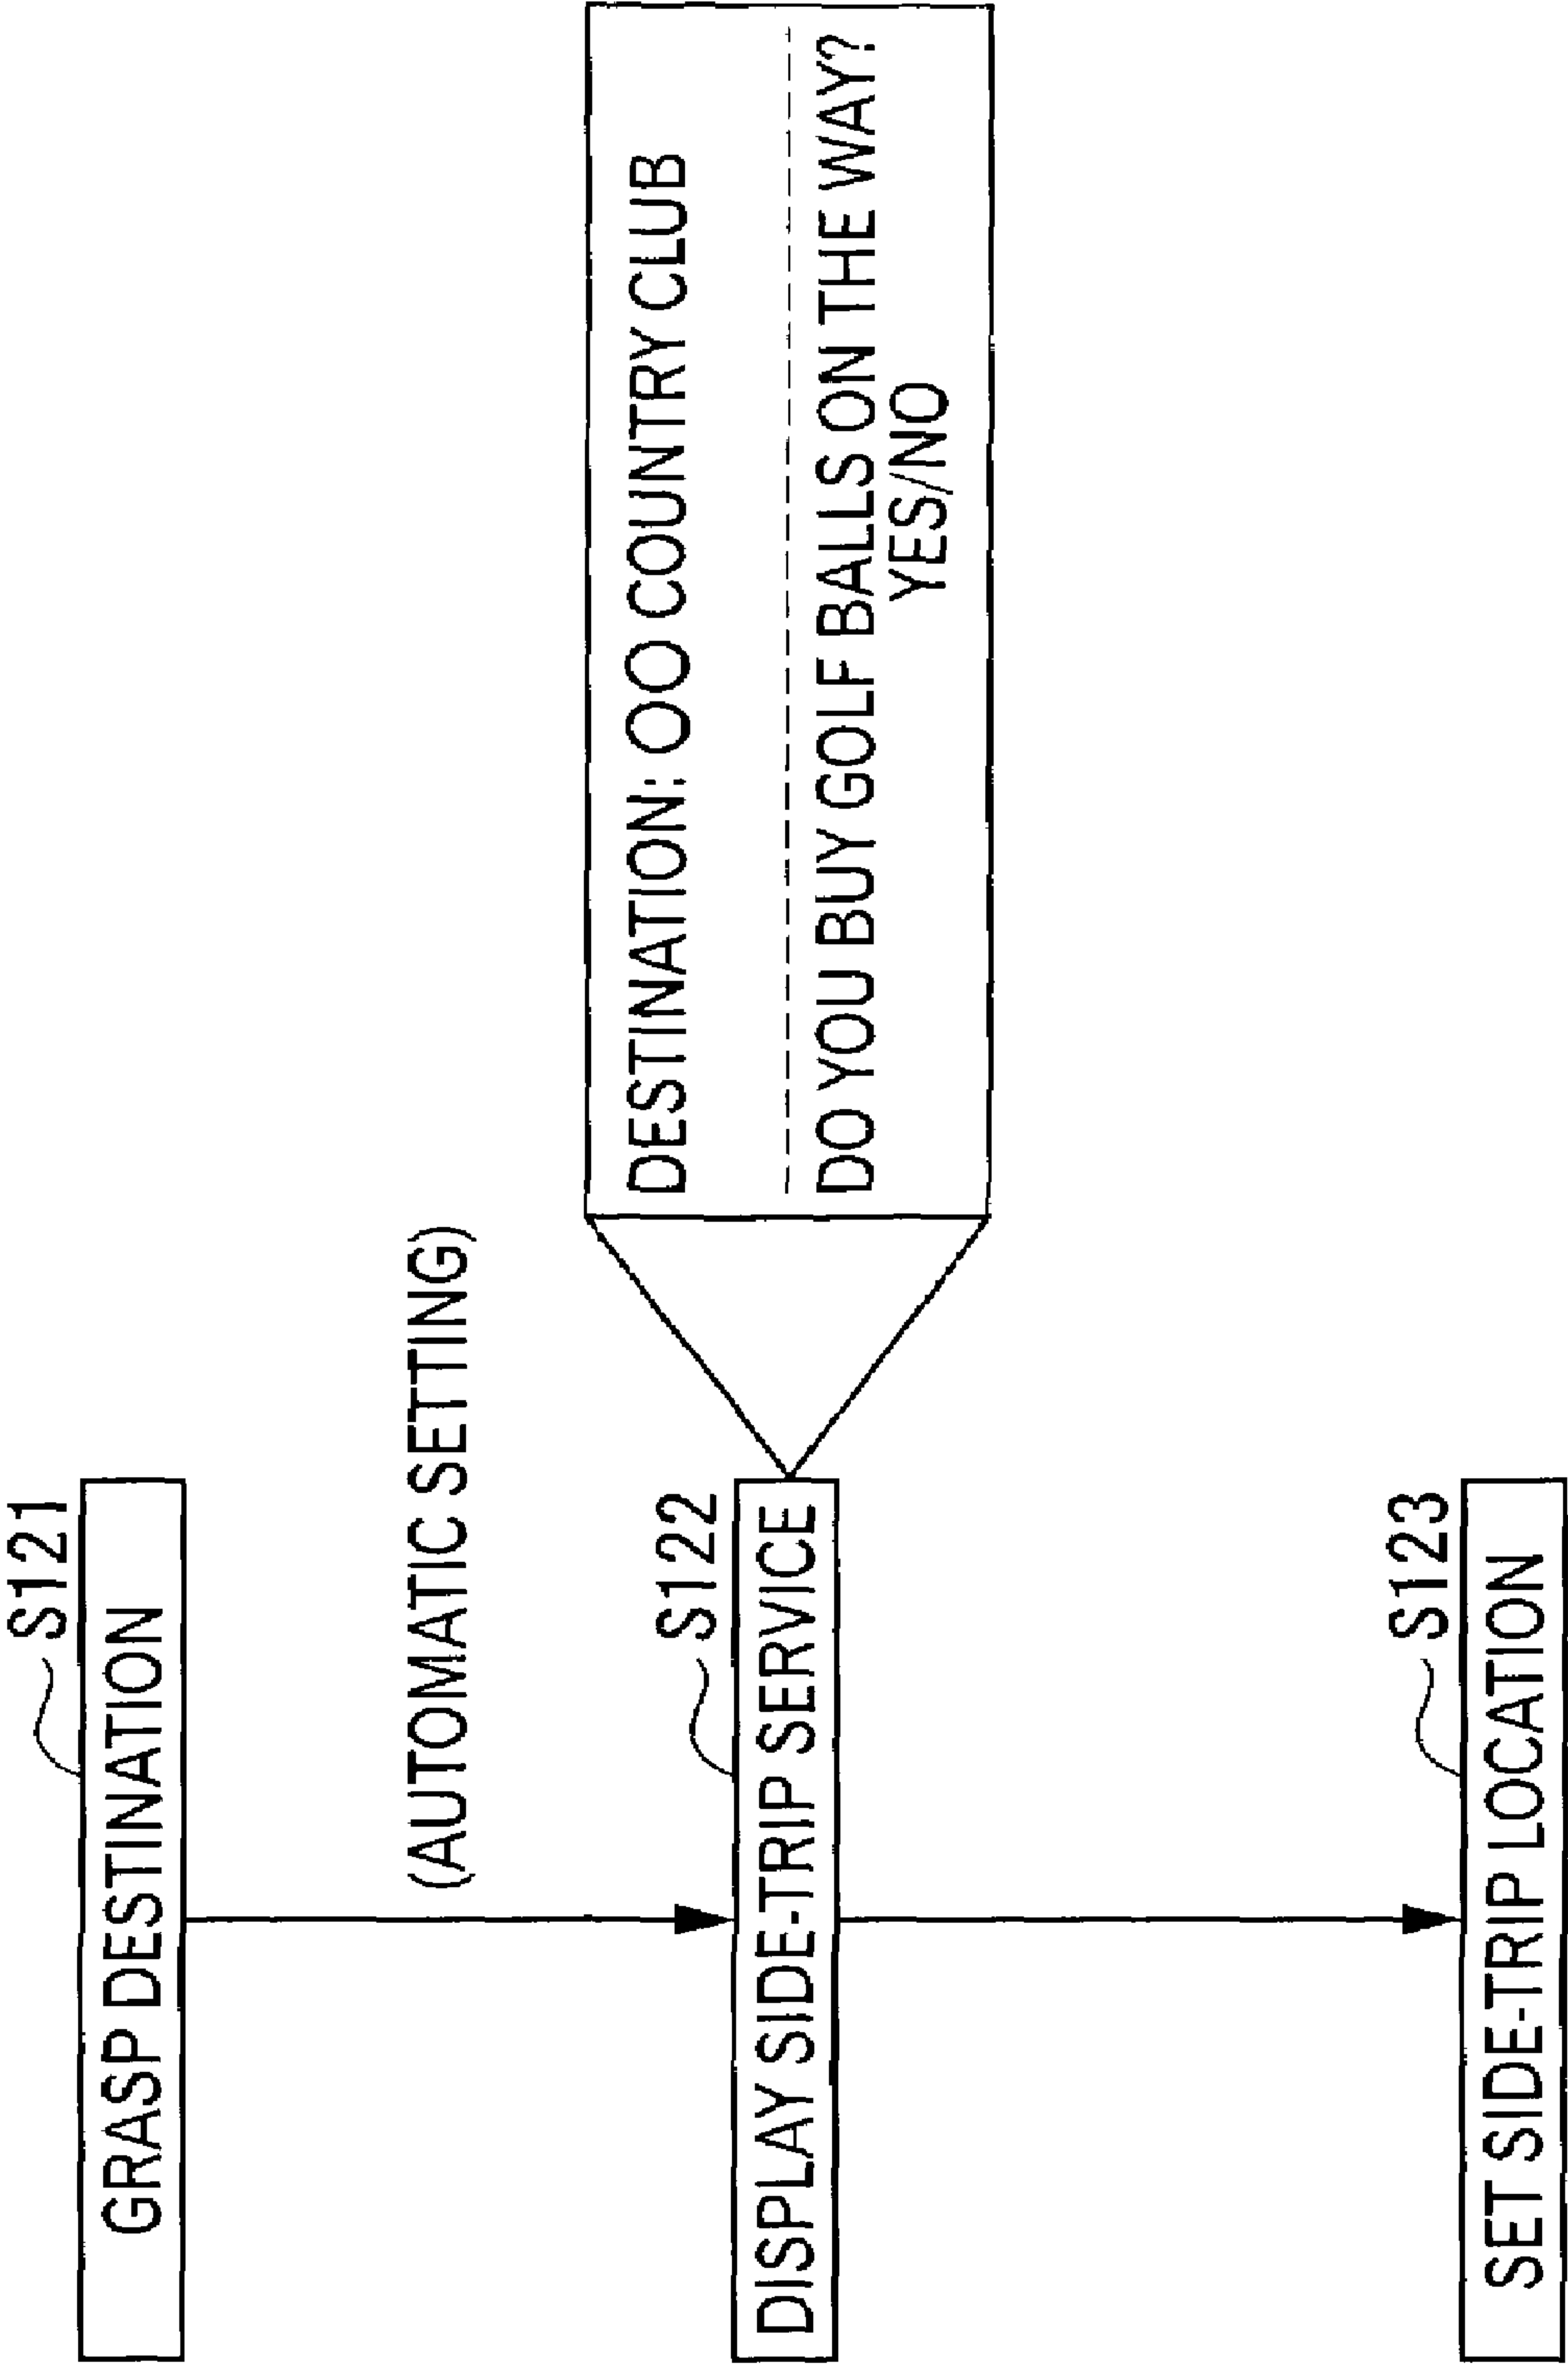 S121
GRASP DESTINATION
(AUTOMATIC SETTING)
S122
DISPLAY SIDE-TRIP SERVICE
DESTINATION: OO COUNTRY CLUB
DO YOU BUY GOLF BALLS ON THE WAY?
YES/NO
S123
SET SIDE-TRIP LOCATION